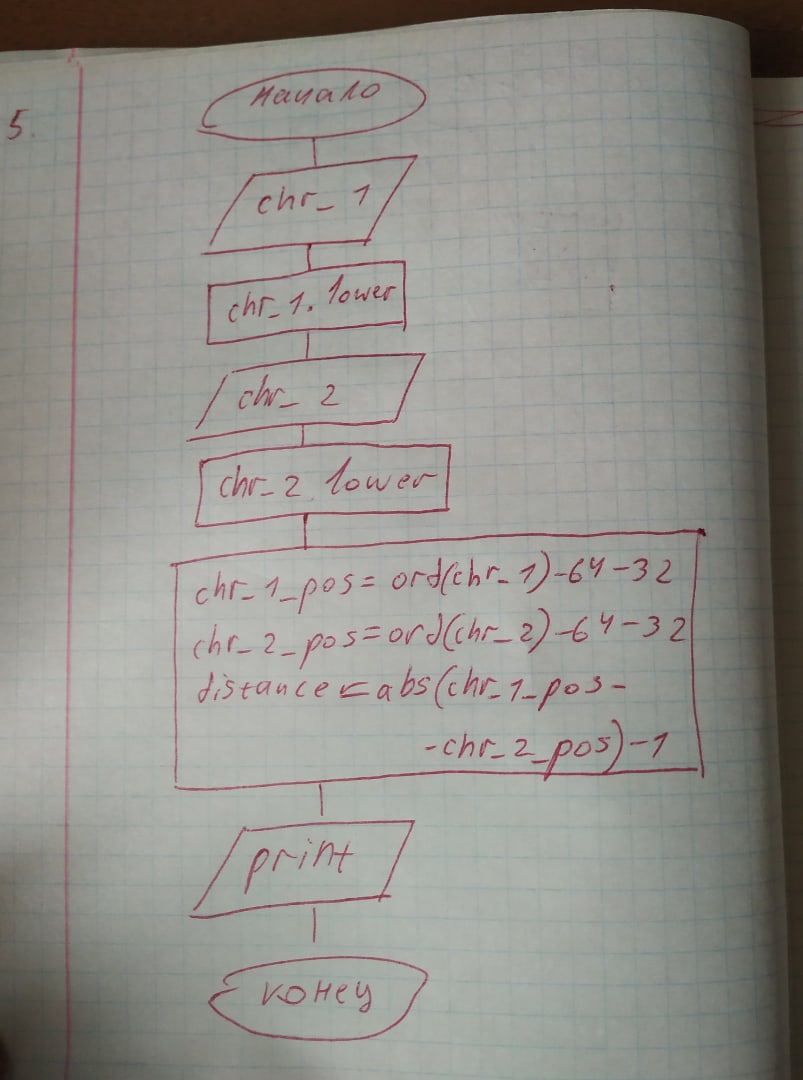 5.
Начало
chr_1
chr_1.lower
chr_2
chr_2.lower
chr_1_pos= ord(chr_1)-64-32
chr_2_pos=ord(chr_2)-64-32
distance=abs(chr_1_pos-
-chr_2_pos)-1
print
конец